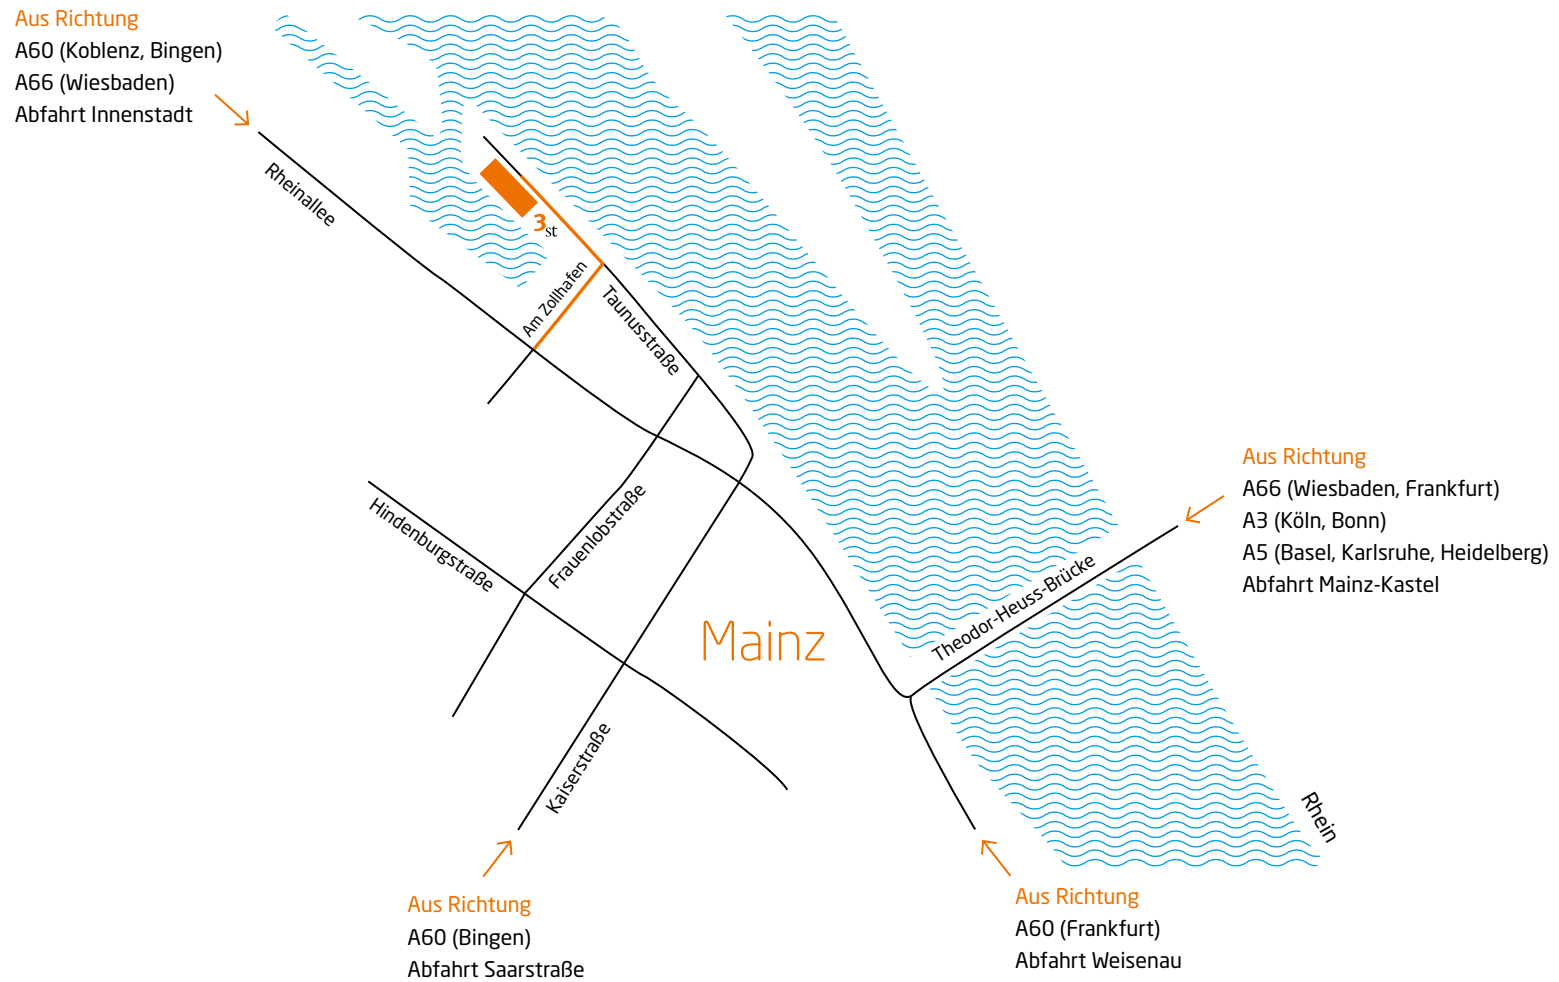 Aus Richtung
A60 (Koblenz, Bingen)
A66 (Wiesbaden)
Abfahrt Innenstadt
Rheinallee
3st
Am Zollhafen
Taunusstraße
Hindenburgstraße
Frauenlobstraße
Kaiserstraße
Mainz
Theodor-Heuss-Brücke
Aus Richtung
A66 (Wiesbaden, Frankfurt)
A3 (Köln, Bonn)
A5 (Basel, Karlsruhe, Heidelberg)
Abfahrt Mainz-Kastel
Rhein
Aus Richtung
A60 (Bingen)
Abfahrt Saarstraße
Aus Richtung
A60 (Frankfurt)
Abfahrt Weisenau